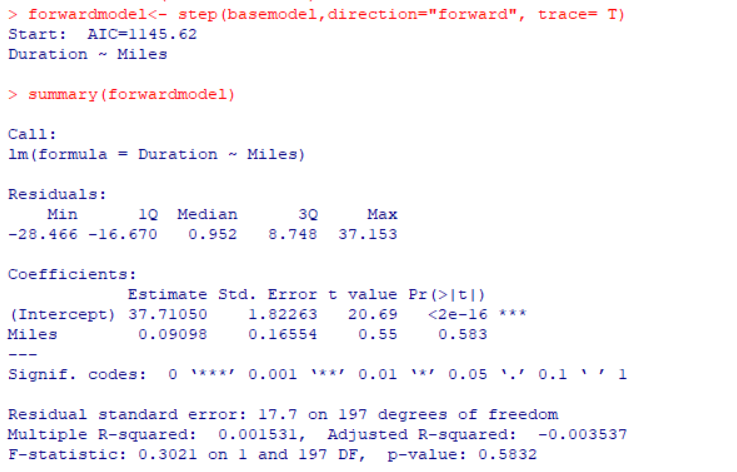 > forwardmodel<- step(basemodel,direction="forward", trace= T)
Start:  AIC=1145.62
Duration ~ Miles
> summary(forwardmodel)
Call:
lm(formula = Duration ~ Miles)
Residuals:
    Min      1Q  Median      3Q     Max
-28.466 -16.670   0.952   8.748  37.153
Coefficients:
            Estimate Std. Error t value Pr(>|t|)
(Intercept) 37.71050    1.82263   20.69   <2e-16 ***
Miles        0.09098    0.16554    0.55    0.583
---
Signif. codes:  0 ‘***’ 0.001 ‘**’ 0.01 ‘*’ 0.05 ‘.’ 0.1 ‘ ’ 1
Residual standard error: 17.7 on 197 degrees of freedom
Multiple R-squared:  0.001531,  Adjusted R-squared:  -0.003537
F-statistic: 0.3021 on 1 and 197 DF,  p-value: 0.5832